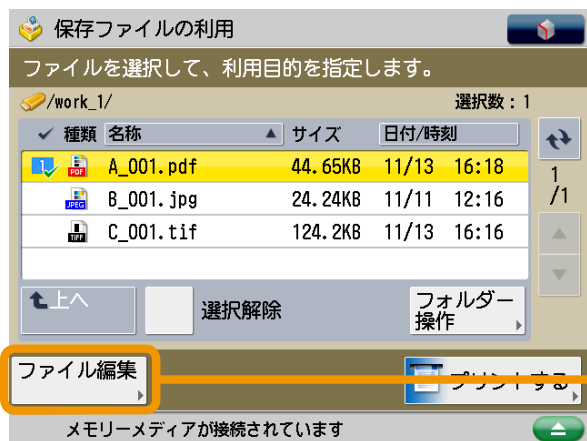 保存ファイルの利用
ファイルを選択して、利用目的を指定します。
/work_1/ 選択数：1
種類 名称 サイズ 日付/時刻
1 PDF A_001.pdf 44.65KB 11/13 16:18
JPEG B_001.jpg 24.24KB 11/11 12:16
TIFF C_001.tif 124.2KB 11/13 16:16
1
/1
上へ 選択解除 フォルダー
操作
ファイル編集 プリントする
メモリーメディアが接続されています